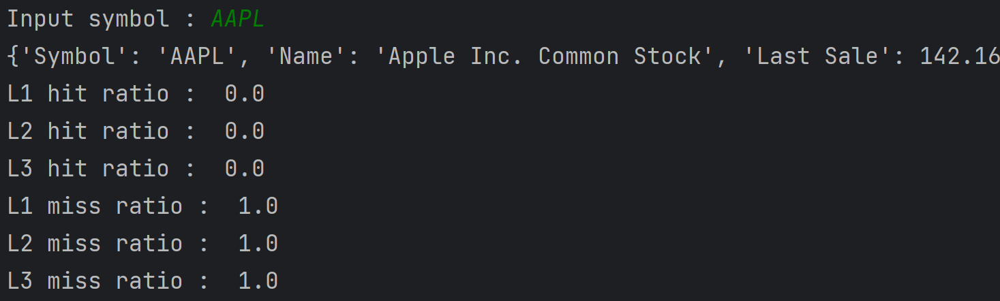 Input symbol : AAPL
{'Symbol': 'AAPL', 'Name': 'Apple Inc. Common Stock', 'Last Sale': 142.16
L1 hit ratio :  0.0
L2 hit ratio :  0.0
L3 hit ratio :  0.0
L1 miss ratio :  1.0
L2 miss ratio :  1.0
L3 miss ratio :  1.0